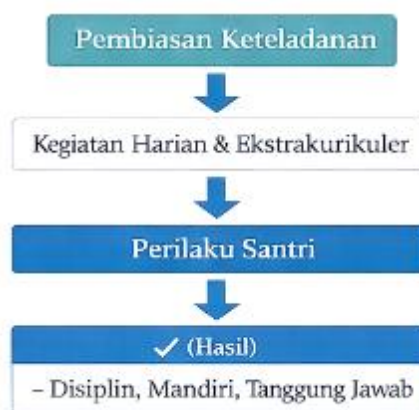 Pembiasan Keteladanan
Kegiatan Harian & Ekstrakurikuler
Perilaku Santri
✓ (Hasil)
– Disiplin, Mandiri, Tanggung Jawab